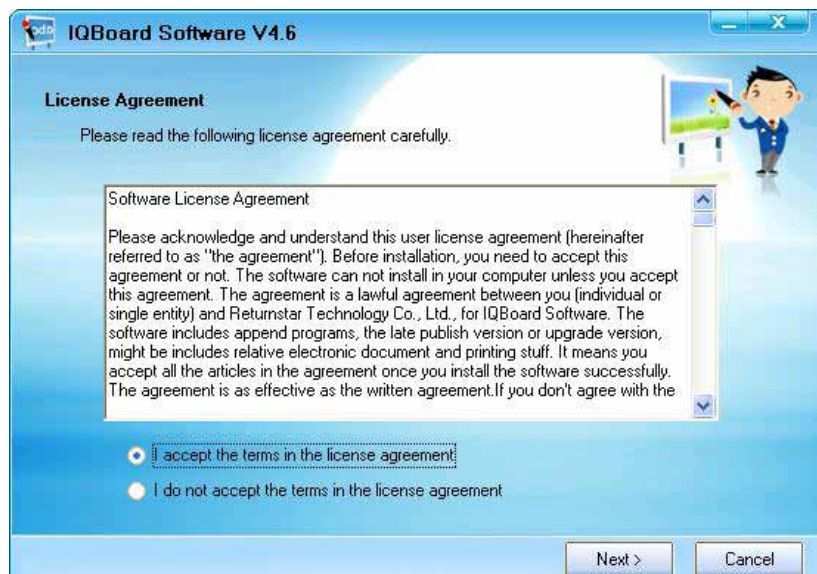 IQBoard Software V4.6
License Agreement
Please read the following license agreement carefully.
Software License Agreement
Please acknowledge and understand this user license agreement (hereinafter
referred to as "the agreement"). Before installation, you need to accept this
agreement or not. The software can not install in your computer unless you accept
this agreement. The agreement is a lawful agreement between you (individual or
single entity) and Returnstar Technology Co., Ltd., for IQBoard Software. The
software includes append programs, the late publish version or upgrade version,
might be includes relative electronic document and printing stuff. It means you
accept all the articles in the agreement once you install the software successfully.
The agreement is as effective as the written agreement.If you don't agree with the
I accept the terms in the license agreement
I do not accept the terms in the license agreement
Next >
Cancel